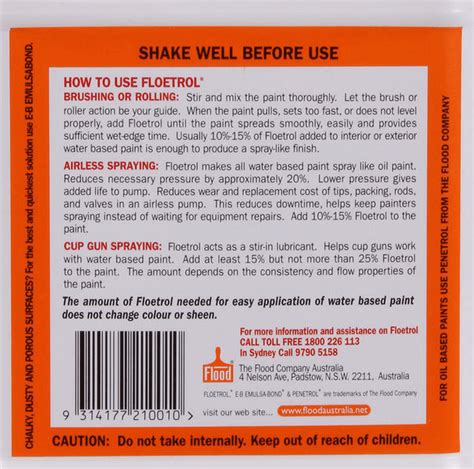 SHAKE WELL BEFORE USE
HOW TO USE FLOETROL®
BRUSHING OR ROLLING: Stir and mix the paint thoroughly. Let the brush or
roller action be your guide. When the paint pulls, sets too fast, or does not level
properly, add Floetrol until the paint spreads smoothly, easily and provides
sufficient wet-edge time. Usually 10%-15% of Floetrol added to interior or exterior
water based paint is enough to produce a spray-like finish.
AIRLESS SPRAYING: Floetrol makes all water based paint spray like oil paint.
Reduces necessary pressure by approximately 20%. Lower pressure gives
added life to pump. Reduces wear and replacement cost of tips, packing, rods,
and valves in an airless pump. This reduces downtime, helps keep painters
spraying instead of waiting for equipment repairs. Add 10%-15% Floetrol to the
paint.
CUP GUN SPRAYING: Floetrol acts as a stir-in lubricant. Helps cup guns work
with water based paint. Add at least 15% but not more than 25% Floetrol to the
paint. The amount depends on the consistency and flow properties of the
paint.
The amount of Floetrol needed for easy application of water based paint
does not change colour or sheen.
For more information and assistance on Floetrol
CALL TOLL FREE 1800 226 113
In Sydney Call 9790 5158
Flood
The Flood Company Australia
4 Nelson Ave, Padstow, N.S.W. 2211, Australia
FLOETROL, E-B EMULSA-BOND & PENETROL are Trademarks of The Flood Company
visit our web site... www.floodaustralia.net
9 314177 210010 >
CAUTION: Do not take internally. Keep out of reach of children.
CHALKY, DUSTY AND POROUS SURFACES? For the best and quickest solution use E-B EMULSABOND.
FOR OIL BASED PAINTS USE PENETROL FROM THE FLOOD COMPANY